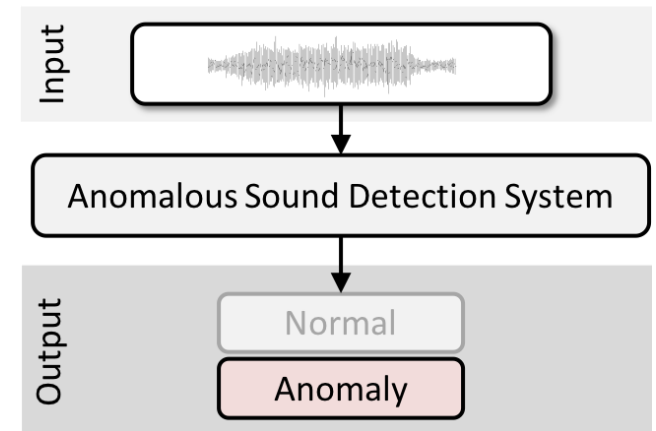 Input
Anomalous Sound Detection System
Output
Normal
Anomaly